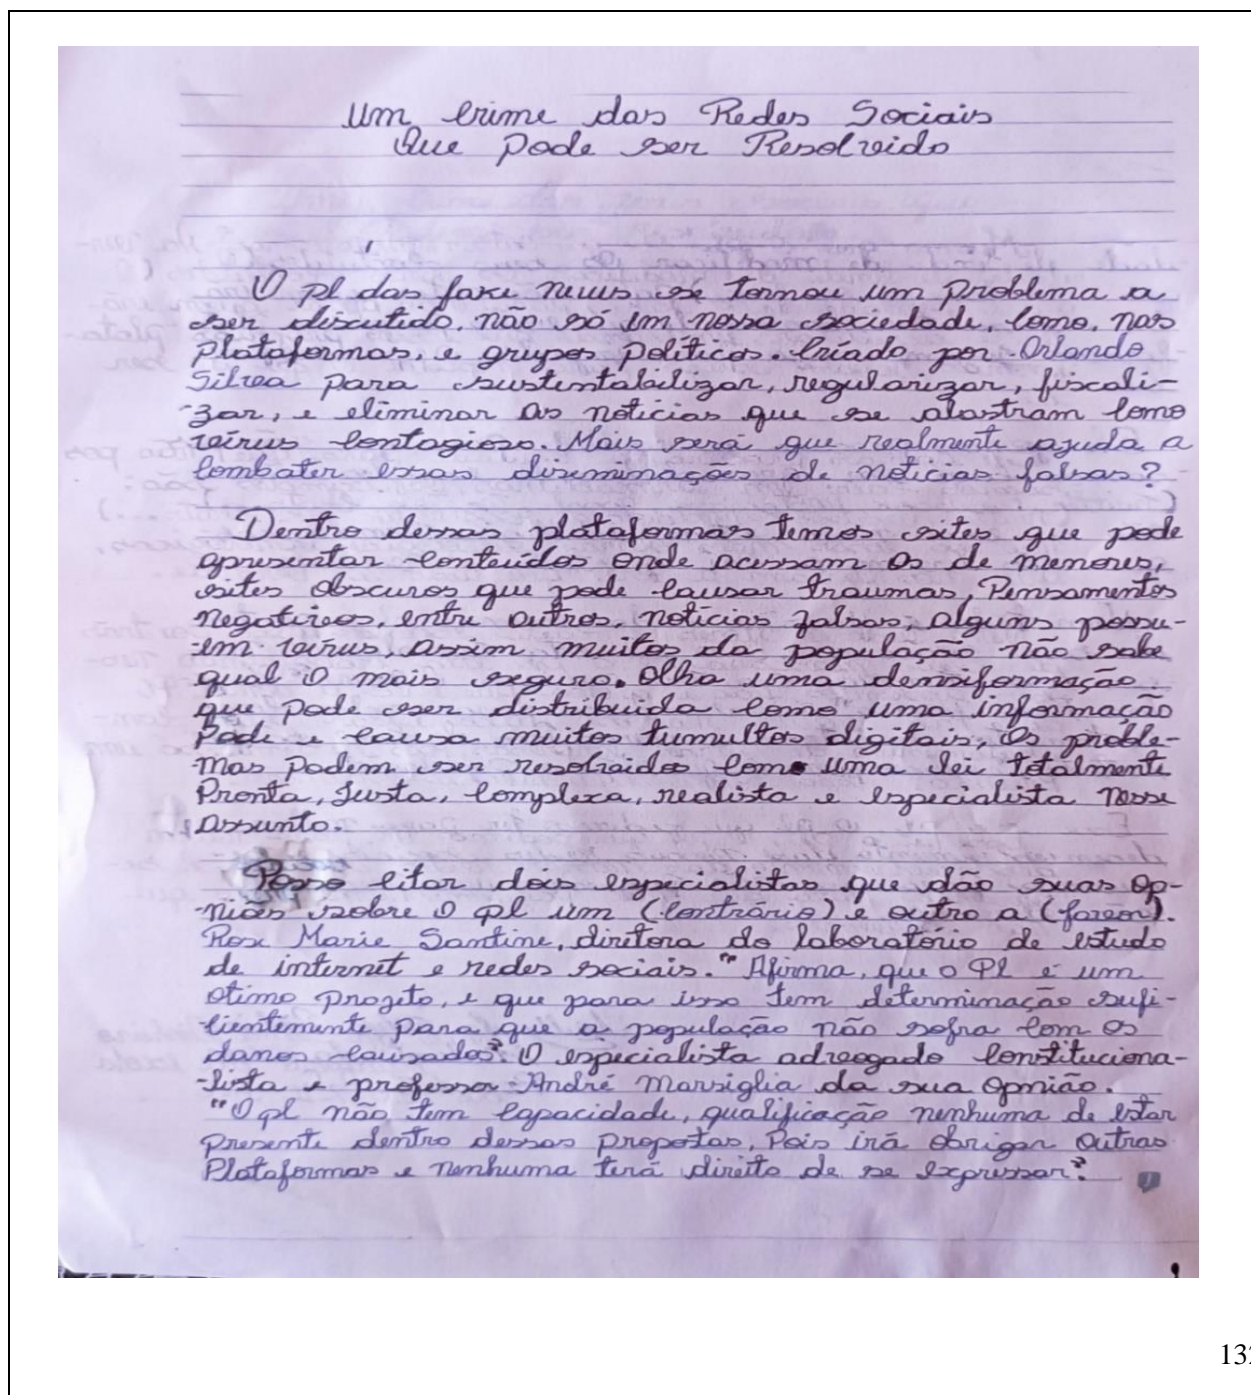 Um crime das Redes Sociais
Que Pode ser Resolvido
O pl das fake news se tornou um problema a
ser discutido, não só em nossa sociedade, como, nas
plataformas, e grupos políticos. Criado por Orlando
Silva para sustentabilizar, regularizar, fiscali-
-zar, e eliminar as notícias que se alastram como
vírus contagioso. Mais será que realmente ajuda a
combater essas diseminações de notícias falsas?
Dentro dessas plataformas temos sites que pode
apresentar conteúdos onde acessam os de menores,
sites obscuros que pode causar traumas, Pensamentos
negativos, entre outros, notícias falsas, alguns possu-
-em vírus, assim muitos da população não sabe
qual o mais seguro. Olha uma demsiformação
que pode ser distribuida como uma informação
Pode e causa muitos tumultos digitais, os proble-
mas podem ser resolvidos como uma lei totalmente
Pronta, Justa, complexa, realista e especialista nesse
assunto.
Posso citar dois especialistas que dão suas op-
-niões sobre o pl um (contrário) e outro a (favor).
Rose Marie Santine, diretora do laboratório de estudo
de internet e redes sociais. "Afirma, que o Pl é um
otimo projeto, e que para isso tem determinação sufi-
cientemente para que a população não sofra com os
danos causados". O especialista advogado constituciona-
-lista e professor André Marsiglia da sua opnião.
"O pl não tem capacidade, qualificação nenhuma de estar
presente dentro dessas propostas, Pois irá obrigar outras
Plataformas e nenhuma terá direito de se expressar".